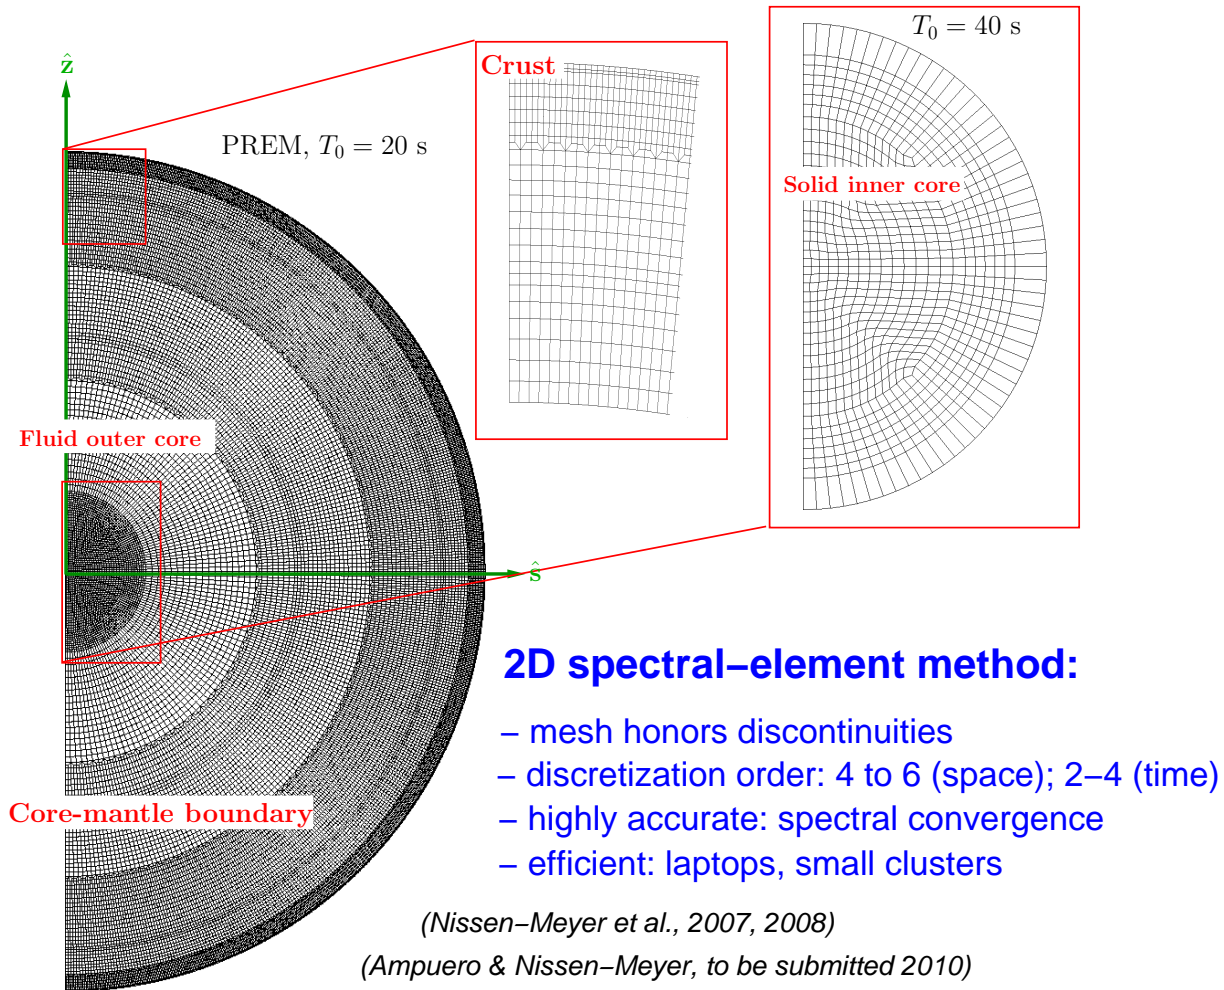 T₀ = 40 s
Crust
ẑ
PREM, T₀ = 20 s
Solid inner core
Fluid outer core
ŝ
2D spectral–element method:
– mesh honors discontinuities
– discretization order: 4 to 6 (space); 2–4 (time)
Core-mantle boundary
– highly accurate: spectral convergence
– efficient: laptops, small clusters
(Nissen–Meyer et al., 2007, 2008)
(Ampuero & Nissen–Meyer, to be submitted 2010)